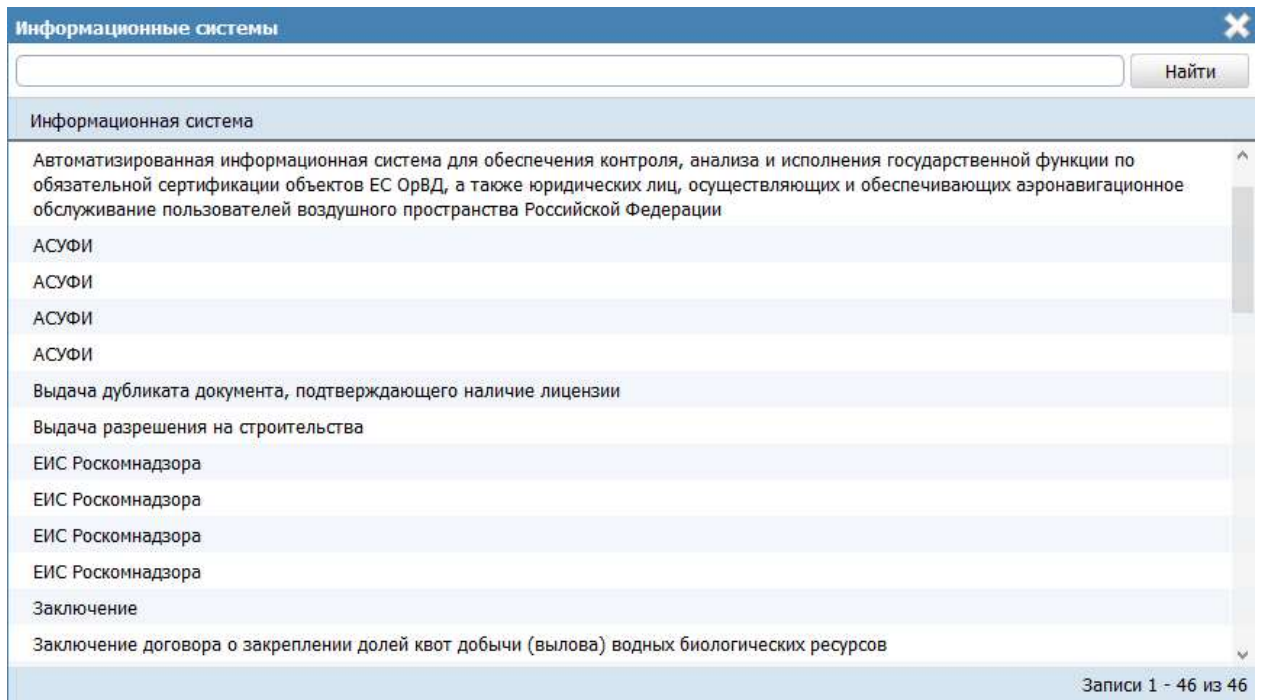 Информационные системы
Найти
Информационная система
Автоматизированная информационная система для обеспечения контроля, анализа и исполнения государственной функции по
обязательной сертификации объектов ЕС ОрВД, а также юридических лиц, осуществляющих и обеспечивающих аэронавигационное
обслуживание пользователей воздушного пространства Российской Федерации
АСУФИ
АСУФИ
АСУФИ
АСУФИ
Выдача дубликата документа, подтверждающего наличие лицензии
Выдача разрешения на строительства
ЕИС Роскомнадзора
ЕИС Роскомнадзора
ЕИС Роскомнадзора
ЕИС Роскомнадзора
Заключение
Заключение договора о закреплении долей квот добычи (вылова) водных биологических ресурсов
Записи 1 - 46 из 46